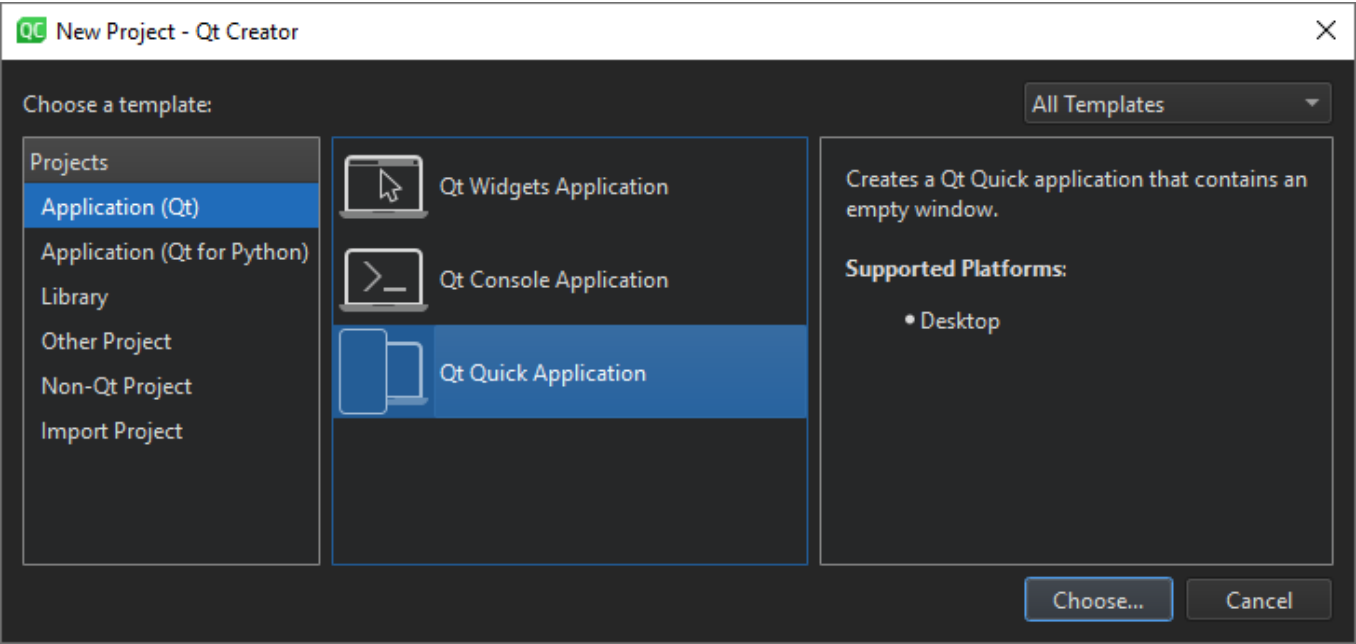 QC New Project - Qt Creator
Choose a template:
All Templates
Projects
Application (Qt)
Application (Qt for Python)
Library
Other Project
Non-Qt Project
Import Project
Qt Widgets Application
Qt Console Application
Qt Quick Application
Creates a Qt Quick application that contains an
empty window.
Supported Platforms:
• Desktop
Choose...
Cancel